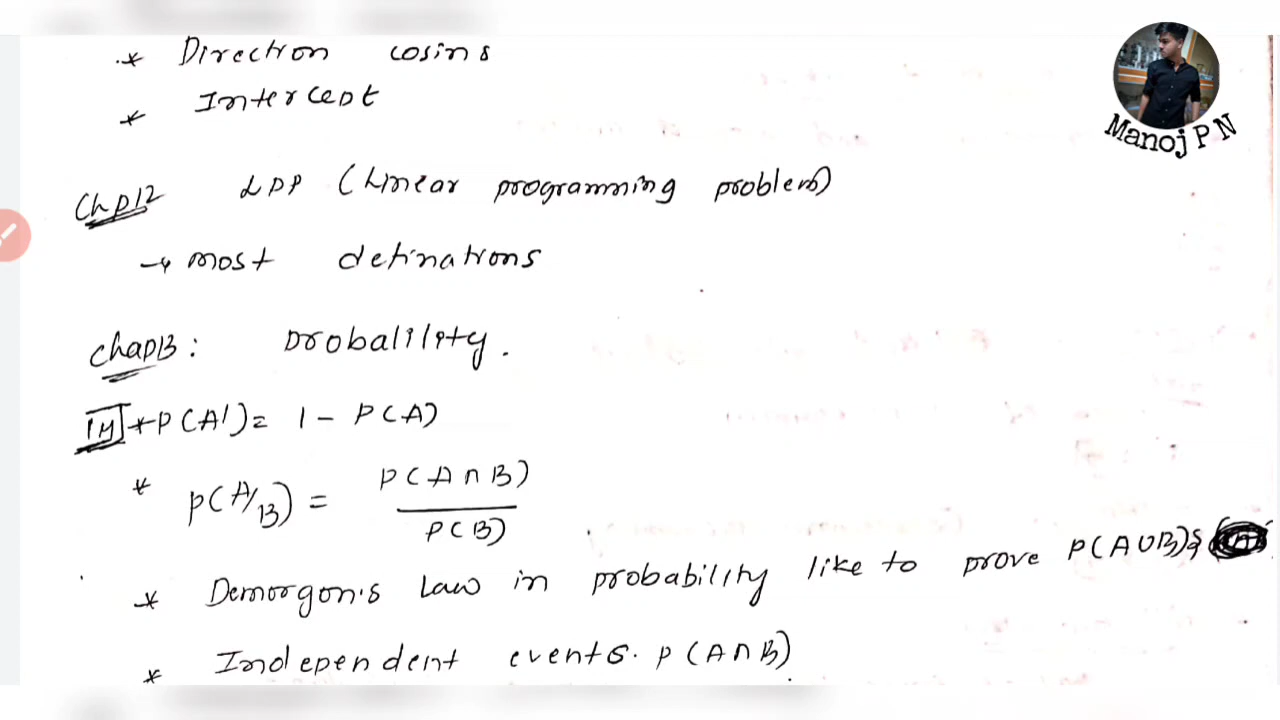 * Direction cosins
* Intercept
Manoj P N
Chp12 LPP (Linear programming problem)
→ most definations
Chap13: probalility.
1M * P(A') = 1 - P(A)
* P(A/B) = P(A∩B) / P(B)
* Demorgon's Law in probability like to prove P(A∪B)
* Independent events. P(A∩B)